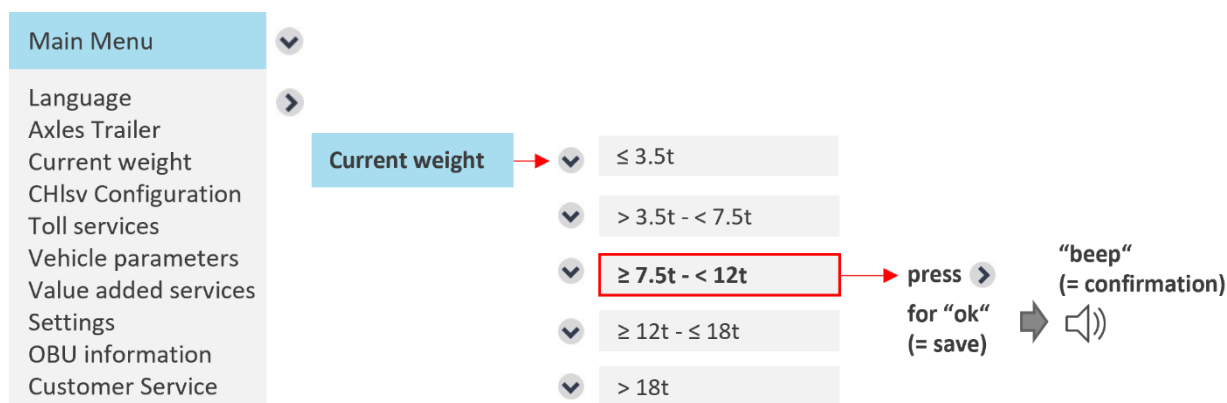 Main Menu
Language
Axles Trailer
Current weight
CHlsv Configuration
Toll services
Vehicle parameters
Value added services
Settings
OBU information
Customer Service
Current weight
≤ 3.5t
> 3.5t - < 7.5t
≥ 7.5t - < 12t
≥ 12t - ≤ 18t
> 18t
press
for “ok“
(= save)
“beep“
(= confirmation)